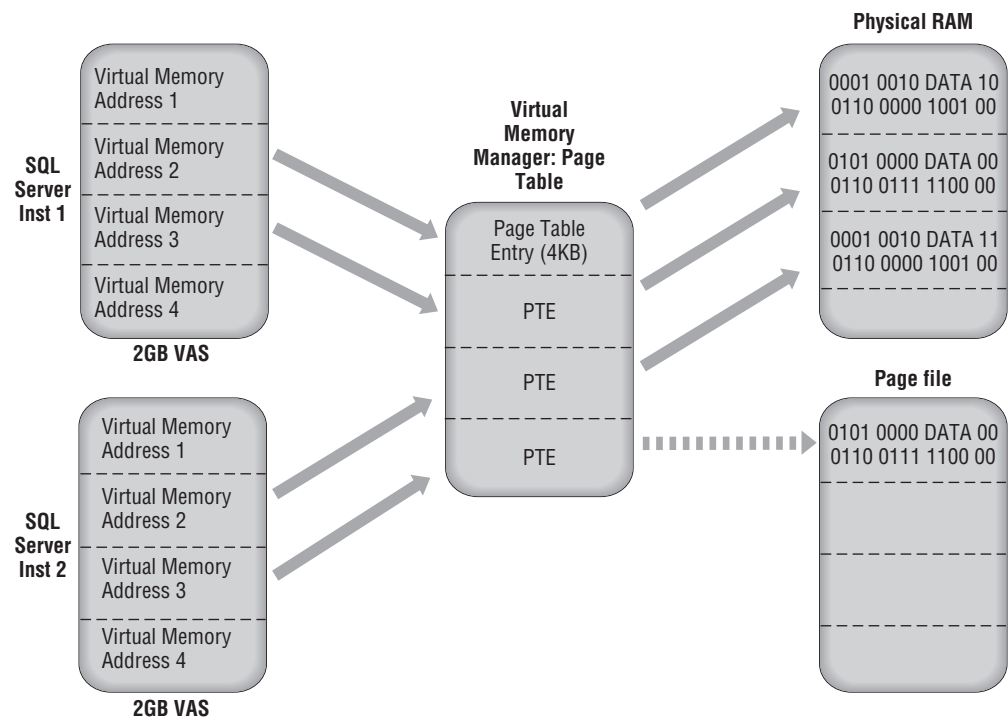 SQL
Server
Inst 1
Virtual Memory
Address 1
Virtual Memory
Address 2
Virtual Memory
Address 3
Virtual Memory
Address 4
2GB VAS
SQL
Server
Inst 2
Virtual Memory
Address 1
Virtual Memory
Address 2
Virtual Memory
Address 3
Virtual Memory
Address 4
2GB VAS
Virtual
Memory
Manager: Page
Table
Page Table
Entry (4KB)
PTE
PTE
PTE
Physical RAM
0001 0010 DATA 10
0110 0000 1001 00
0101 0000 DATA 00
0110 0111 1100 00
0001 0010 DATA 11
0110 0000 1001 00
Page file
0101 0000 DATA 00
0110 0111 1100 00